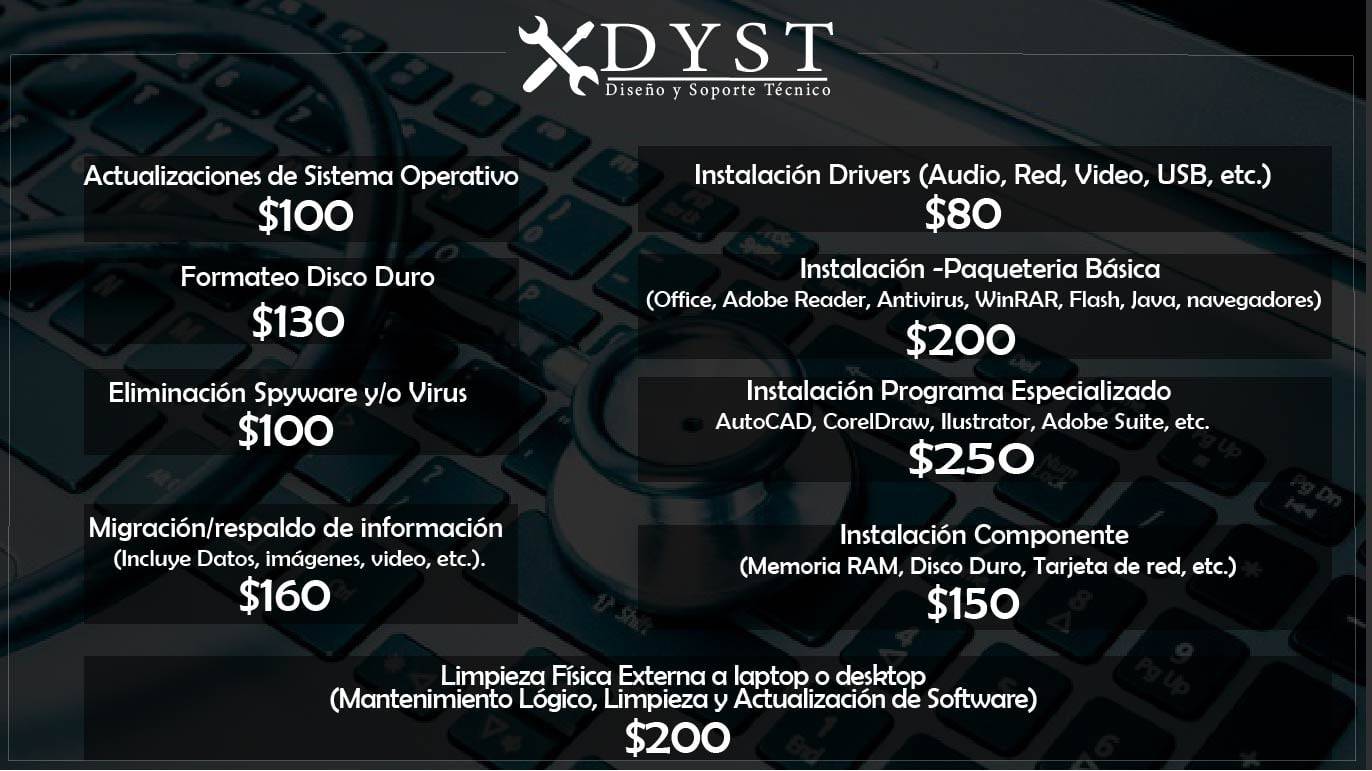 DYST
Diseño y Soporte Técnico
Actualizaciones de Sistema Operativo
$100
Formateo Disco Duro
$130
Eliminación Spyware y/o Virus
$100
Migración/respaldo de información
(Incluye Datos, imágenes, video, etc.).
$160
Instalación Drivers (Audio, Red, Video, USB, etc.)
$80
Instalación -Paqueteria Básica
(Office, Adobe Reader, Antivirus, WinRAR, Flash, Java, navegadores)
$200
Instalación Programa Especializado
AutoCAD, CorelDraw, Ilustrator, Adobe Suite, etc.
$250
Instalación Componente
(Memoria RAM, Disco Duro, Tarjeta de red, etc.)
$150
Limpieza Física Externa a laptop o desktop
(Mantenimiento Lógico, Limpieza y Actualización de Software)
$200